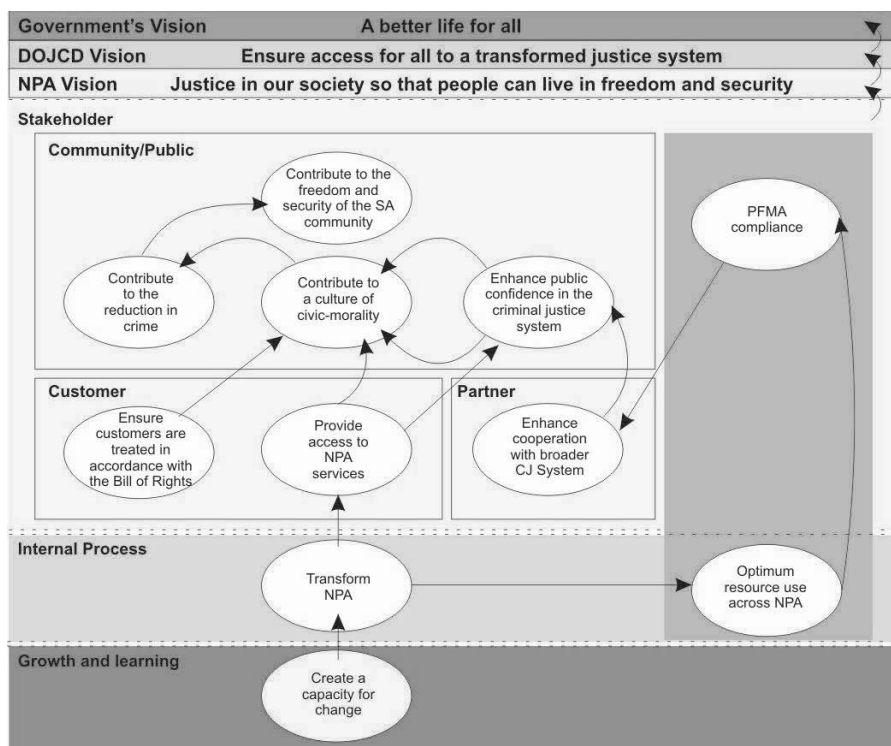 Government's Vision A better life for all
DOJCD Vision Ensure access for all to a transformed justice system
NPA Vision Justice in our society so that people can live in freedom and security
Stakeholder
Community/Public
Contribute to the
freedom and
security of the SA
community
Contribute
to the
reduction in
crime
Contribute to
a culture of
civic-morality
Enhance public
confidence in the
criminal justice
system
PFMA
compliance
Customer
Ensure
customers are
treated in
accordance with
the Bill of Rights
Provide
access to
NPA
services
Partner
Enhance
cooperation
with broader
CJ System
Internal Process
Transform
NPA
Optimum
resource use
across NPA
Growth and learning
Create a
capacity for
change